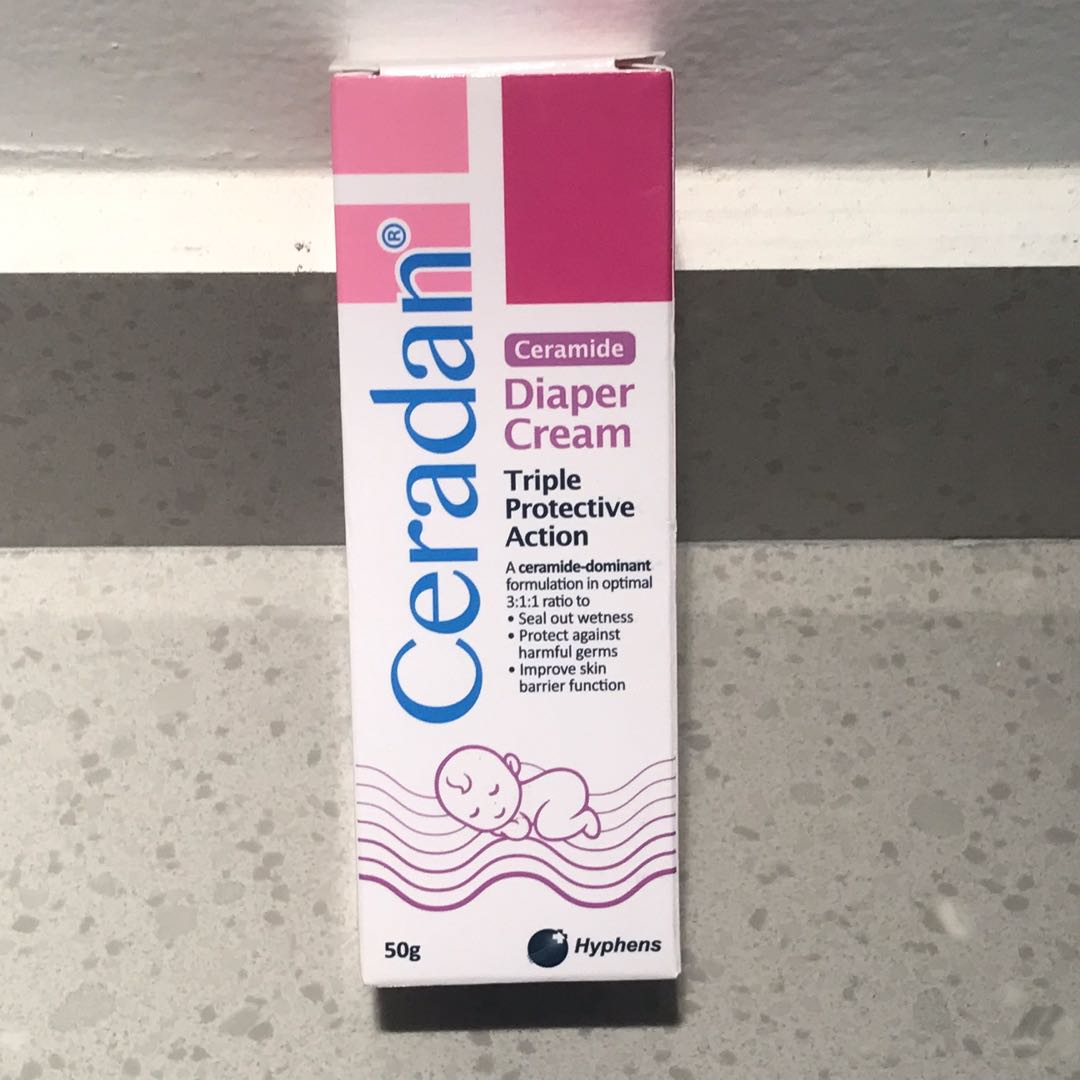 Ceradan®
Ceramide
Diaper
Cream
Triple
Protective
Action
A ceramide-dominant
formulation in optimal
3:1:1 ratio to
• Seal out wetness
• Protect against
harmful germs
• Improve skin
barrier function
50g
Hyphens